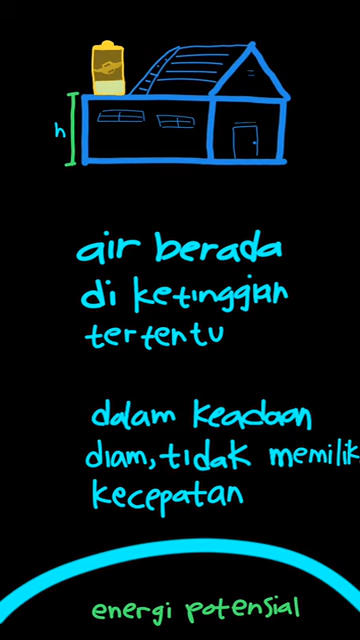 h
air berada
di ketinggian
tertentu
dalam keadaan
diam, tidak memilik
kecepatan
energi potensial